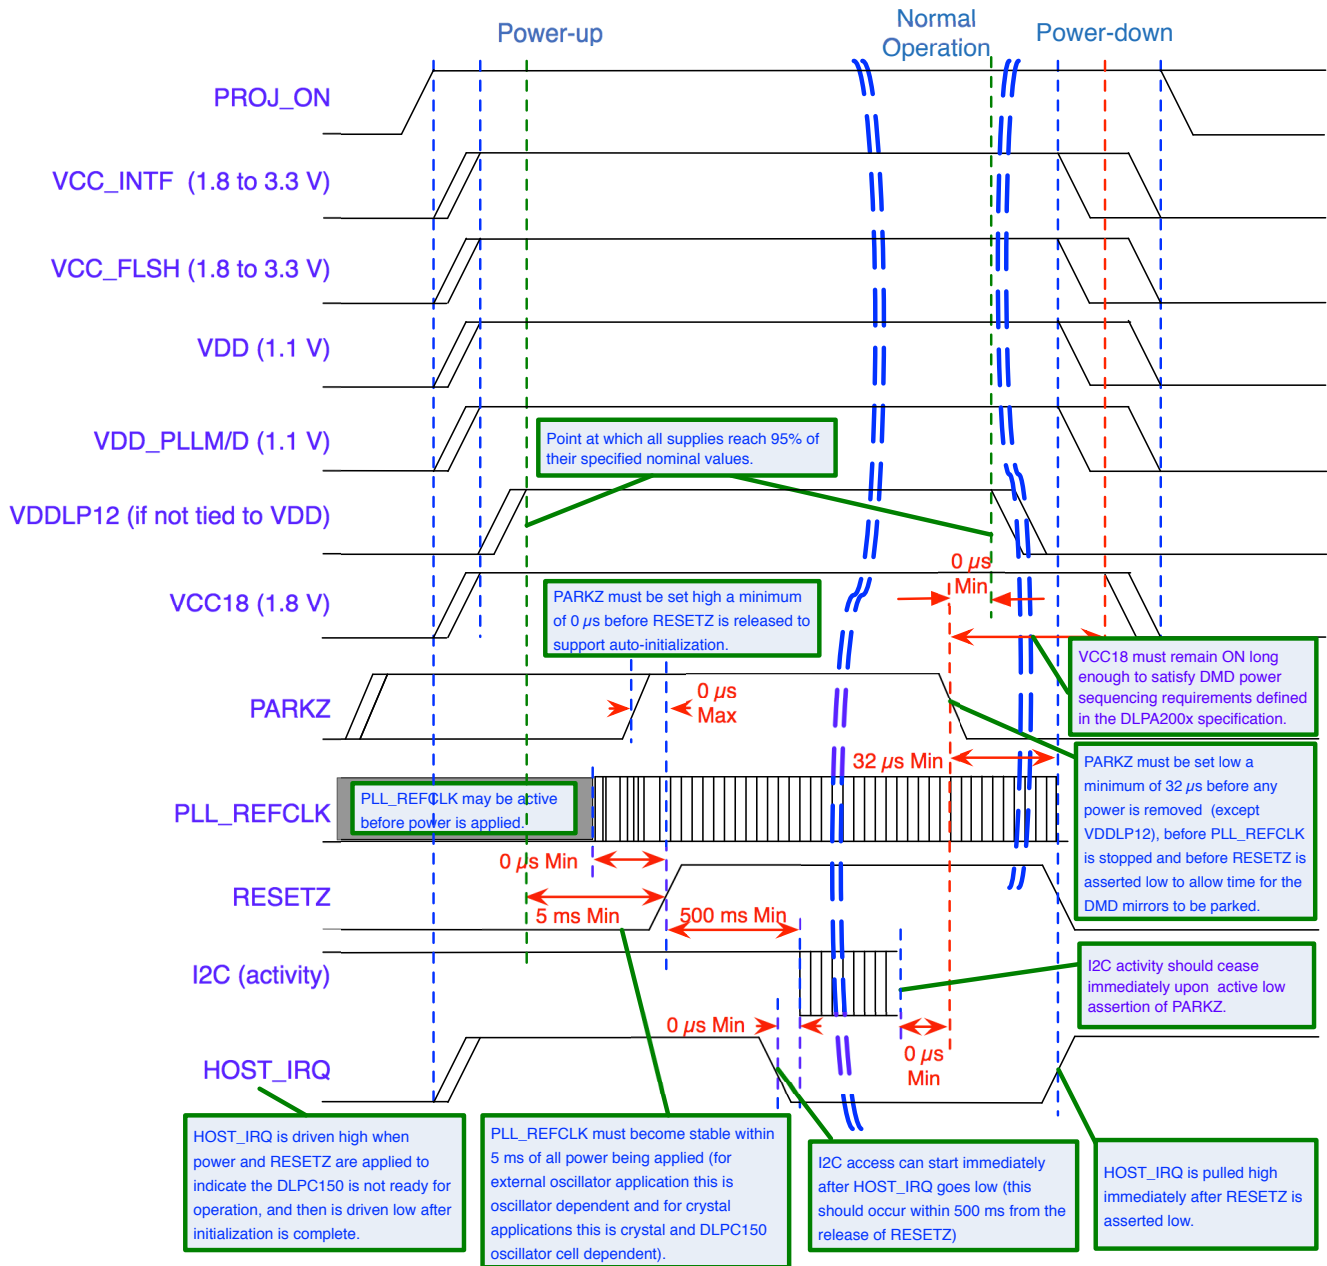 Power-up
Normal
Operation
Power-down
PROJ_ON
VCC_INTF (1.8 to 3.3 V)
VCC_FLSH (1.8 to 3.3 V)
VDD (1.1 V)
VDD_PLLM/D (1.1 V)
Point at which all supplies reach 95% of
their specified nominal values.
VDDLP12 (if not tied to VDD)
0 µs
Min
VCC18 (1.8 V)
PARKZ must be set high a minimum
of 0 µs before RESETZ is released to
support auto-initialization.
VCC18 must remain ON long
enough to satisfy DMD power
sequencing requirements defined
in the DLPA200x specification.
PARKZ
0 µs
Max
32 µs Min
PARKZ must be set low a
minimum of 32 µs before any
power is removed (except
VDDLP12), before PLL_REFCLK
is stopped and before RESETZ is
asserted low to allow time for the
DMD mirrors to be parked.
PLL_REFCLK
PLL_REFCLK may be active
before power is applied.
0 µs Min
RESETZ
5 ms Min
500 ms Min
I2C (activity)
I2C activity should cease
immediately upon active low
assertion of PARKZ.
0 µs Min
0 µs
Min
HOST_IRQ
HOST_IRQ is driven high when
power and RESETZ are applied to
indicate the DLPC150 is not ready for
operation, and then is driven low after
initialization is complete.
PLL_REFCLK must become stable within
5 ms of all power being applied (for
external oscillator application this is
oscillator dependent and for crystal
applications this is crystal and DLPC150
oscillator cell dependent).
I2C access can start immediately
after HOST_IRQ goes low (this
should occur within 500 ms from the
release of RESETZ)
HOST_IRQ is pulled high
immediately after RESETZ is
asserted low.